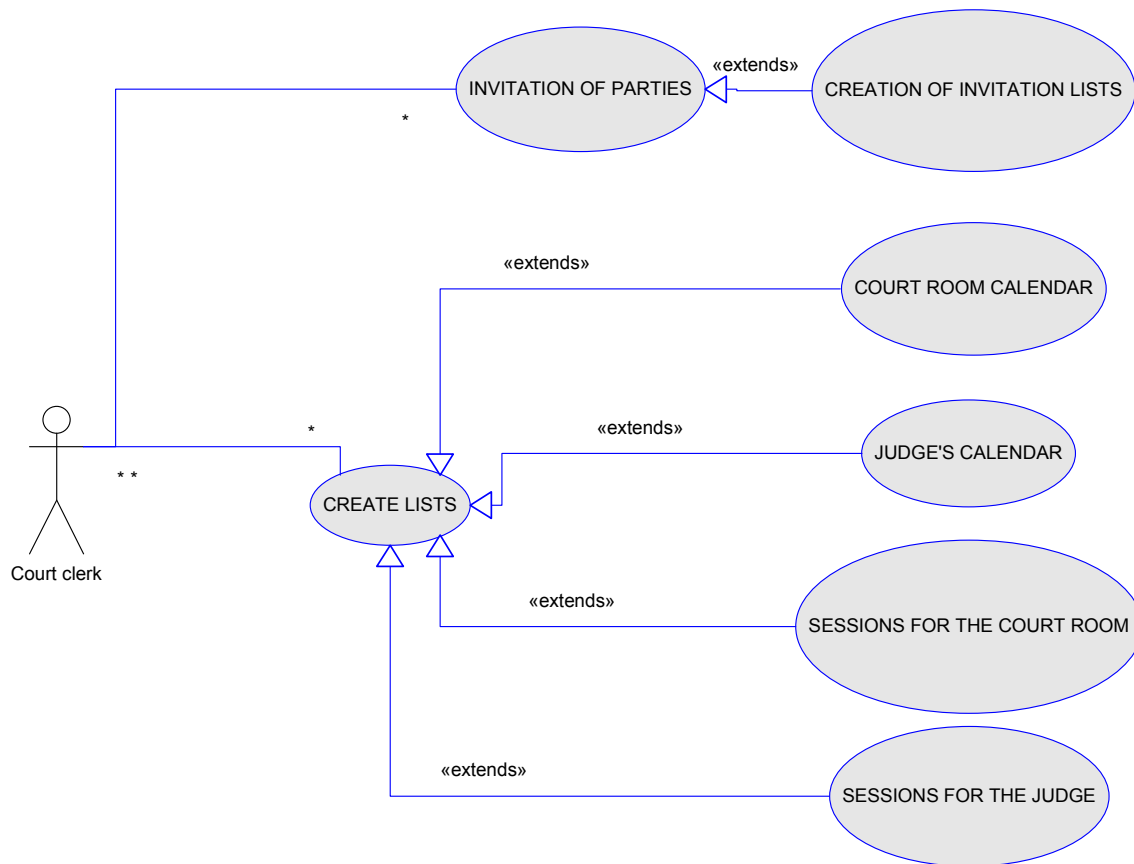 «extends»
INVITATION OF PARTIES
CREATION OF INVITATION LISTS
*
«extends»
COURT ROOM CALENDAR
*
«extends»
JUDGE'S CALENDAR
* *
CREATE LISTS
Court clerk
«extends»
SESSIONS FOR THE COURT ROOM
«extends»
SESSIONS FOR THE JUDGE